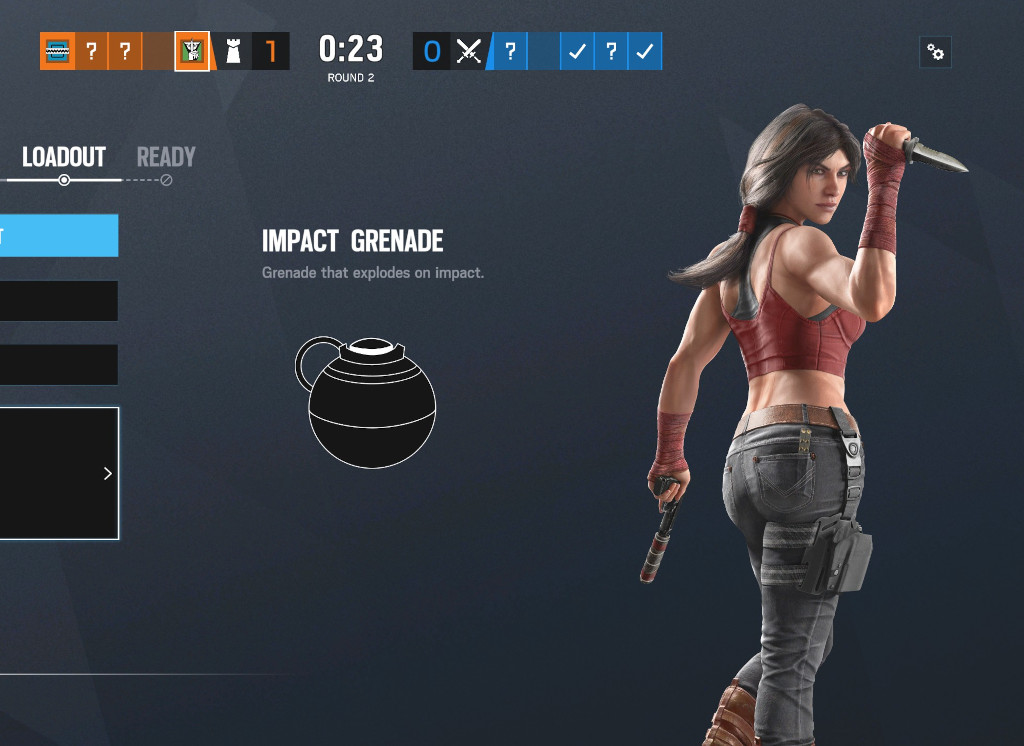 ? ? 1 0:23 0 ? ?
ROUND 2
LOADOUT READY
T
IMPACT GRENADE
Grenade that explodes on impact.